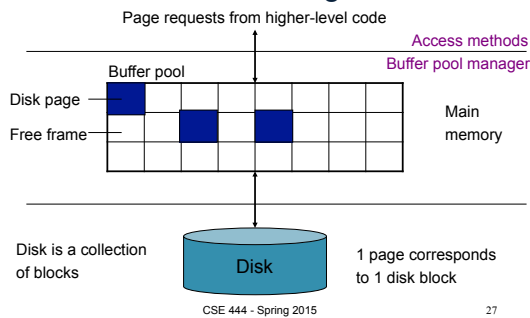 Page requests from higher-level code
Access methods
Buffer pool manager
Buffer pool
Disk page
Free frame
Main
memory
Disk is a collection
of blocks
Disk
1 page corresponds
to 1 disk block
CSE 444 - Spring 2015
27